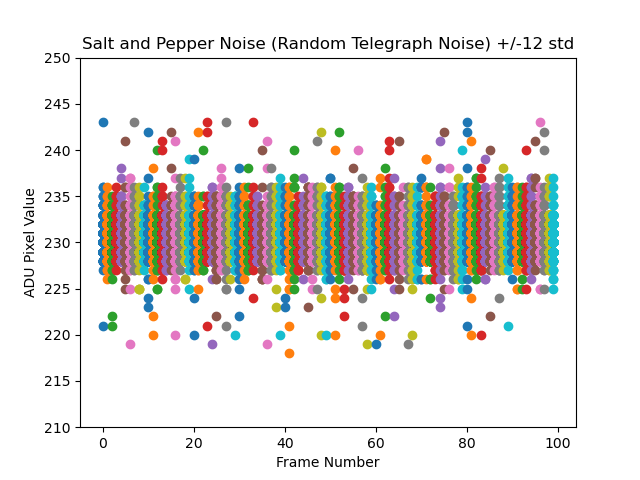 Salt and Pepper Noise (Random Telegraph Noise) +/-12 std
250
245
240
235
230
225
220
215
210
ADU Pixel Value
0 20 40 60 80 100
Frame Number